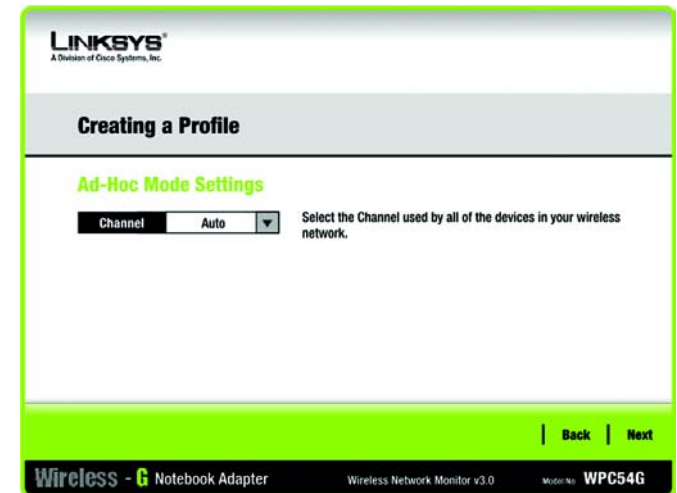 LINKSYS®
A Division of Cisco Systems, Inc.
Creating a Profile
Ad-Hoc Mode Settings
Channel Auto
Select the Channel used by all of the devices in your wireless
network.
Back Next
Wireless - G Notebook Adapter Wireless Network Monitor v3.0 Model No WPC54G